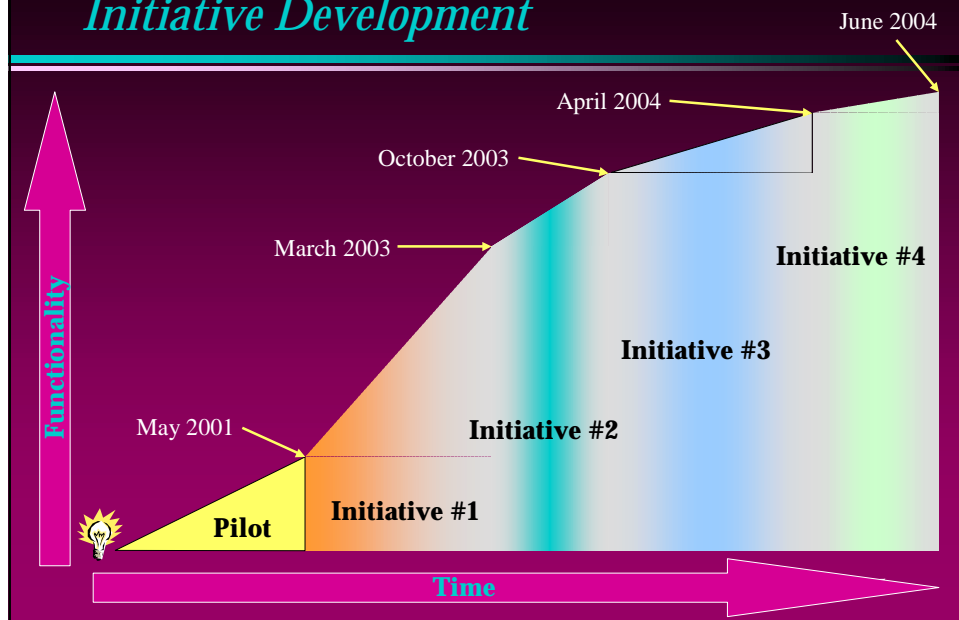 Initiative Development
June 2004
April 2004
October 2003
March 2003
Initiative #4
Functionality
Initiative #3
May 2001
Initiative #2
Initiative #1
Pilot
Time